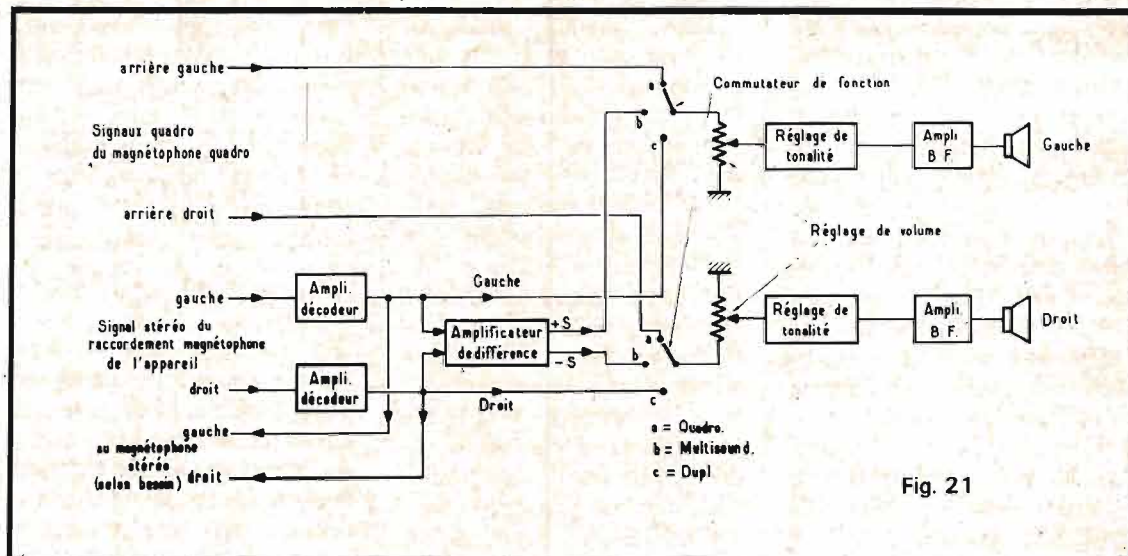 arrière gauche
Signaux quadro
du magnétophone quadro
arrière droit
gauche
Signal stéréo du
raccordement magnétophone
de l'appareil
droit
gauche
au magnétophone
stéréo
(selon besoin)
droit
Ampli.
décodeur
Ampli.
décodeur
Gauche
Amplificateur
dedifférence
+S
–S
Droit
a
b
c
a
b
c
Commutateur de fonction
Réglage de
tonalité
Ampli
B F.
Gauche
Réglage de volume
Réglage de
tonalité
Ampli
B F.
Droit
a = Quadro.
b = Multisound.
c = Dupl.
Fig. 21